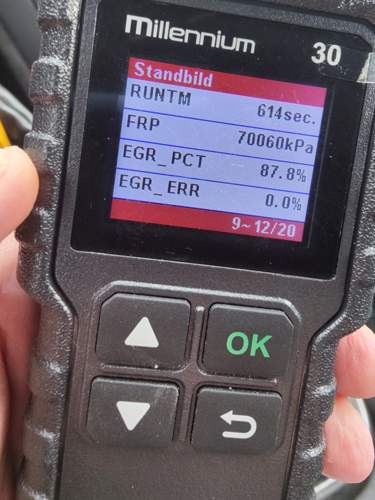 Millennium 30
Standbild
RUNTM 614sec.
FRP 70060kPa
EGR_PCT 87.8%
EGR_ERR 0.0%
9~12/20
OK